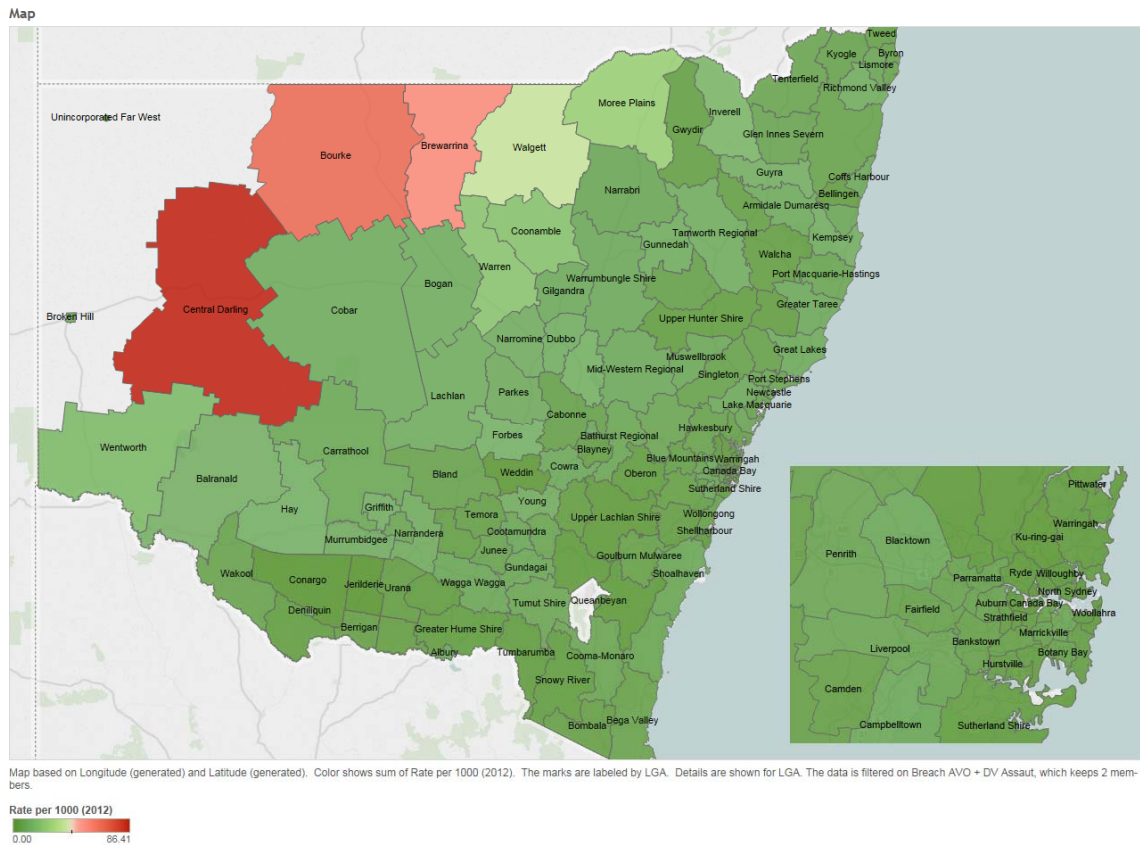 Map
Tweed
Kyogle
Byron
Lismore
Tenterfield
Richmond Valley
Unincorporated Far West
Moree Plains
Inverell
Gwydir
Glen Innes Severn
Bourke
Brewarrina
Walgett
Guyra
Coffs Harbour
Narrabri
Bellingen
Armidale Dumaresq
Coonamble
Tamworth Regional
Kempsey
Gunnedah
Walcha
Warren
Port Macquarie-Hastings
Warrumbungle Shire
Bogan
Gilgandra
Greater Taree
Central Darling
Cobar
Broken Hill
Upper Hunter Shire
Narromine
Dubbo
Great Lakes
Muswellbrook
Mid-Western Regional
Singleton
Port Stephens
Parkes
Newcastle
Lachlan
Lake Macquarie
Cabonne
Hawkesbury
Forbes
Bathurst Regional
Wentworth
Carrathool
Blayney
Blue Mountains
Warringah
Cowra
Canada Bay
Balranald
Bland
Weddin
Oberon
Sutherland Shire
Hay
Griffith
Young
Temora
Upper Lachlan Shire
Wollongong
Narrandera
Cootamundra
Shellharbour
Murrumbidgee
Junee
Goulburn Mulwaree
Gundagai
Shoalhaven
Wakool
Conargo
Jerilderie
Urana
Wagga Wagga
Queanbeyan
Tumut Shire
Deniliquin
Berrigan
Greater Hume Shire
Albury
Tumbarumba
Cooma-Monaro
Snowy River
Bombala
Bega Valley
Pittwater
Warringah
Ku-ring-gai
Blacktown
Penrith
Parramatta
Ryde
Willoughby
North Sydney
Auburn
Canada Bay
Fairfield
Woollahra
Strathfield
Marrickville
Bankstown
Liverpool
Botany Bay
Hurstville
Camden
Campbelltown
Sutherland Shire
Map based on Longitude (generated) and Latitude (generated).  Color shows sum of Rate per 1000 (2012).  The marks are labeled by LGA.  Details are shown for LGA. The data is filtered on Breach AVO + DV Assaut, which keeps 2 mem-
bers.
Rate per 1000 (2012)
0.00
86.41